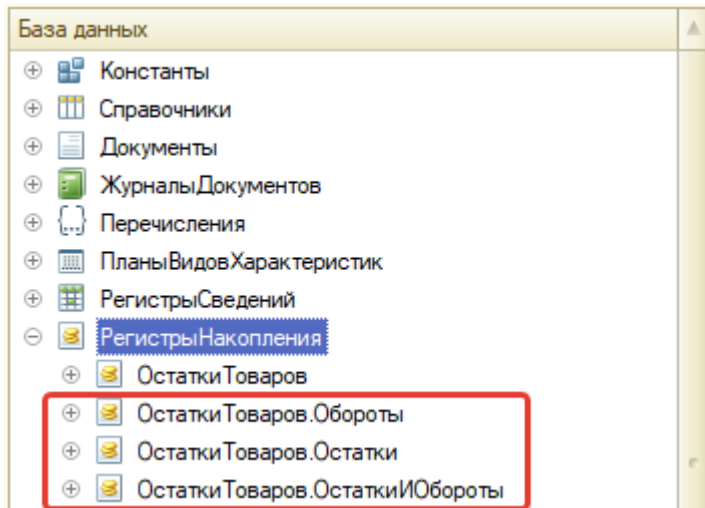 База данных
Константы
Справочники
Документы
ЖурналыДокументов
Перечисления
ПланыВидовХарактеристик
РегистрыСведений
РегистрыНакопления
ОстаткиТоваров
ОстаткиТоваров.Обороты
ОстаткиТоваров.Остатки
ОстаткиТоваров.ОстаткиИОбороты